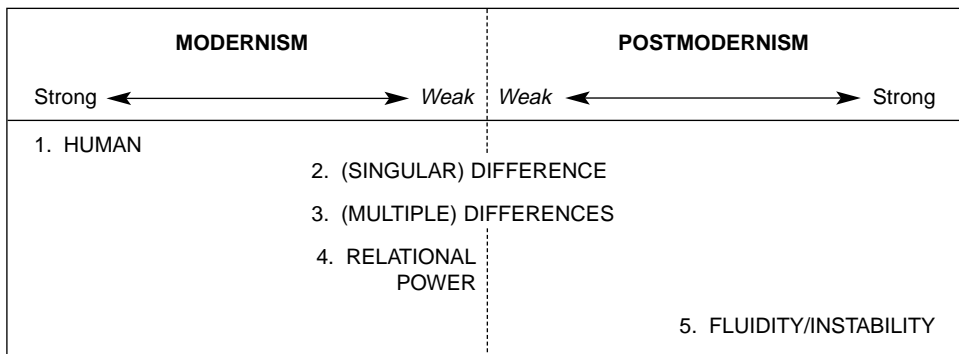 MODERNISM POSTMODERNISM
Strong Weak Weak Strong
1. HUMAN
2. (SINGULAR) DIFFERENCE
3. (MULTIPLE) DIFFERENCES
4. RELATIONAL
POWER
5. FLUIDITY/INSTABILITY